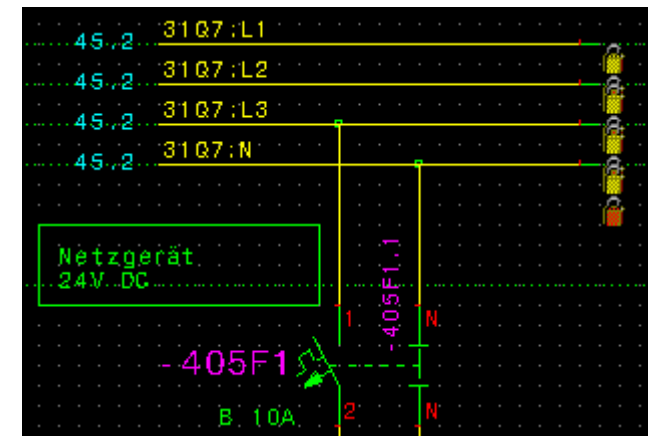 31Q7:L1
4S./2
31Q7:L2
4S./2
31Q7:L3
4S./2
31Q7:N
4S./2
Netzgerät
24V DC
-405F1.1
1
N
-405F1
B 10A
2
N